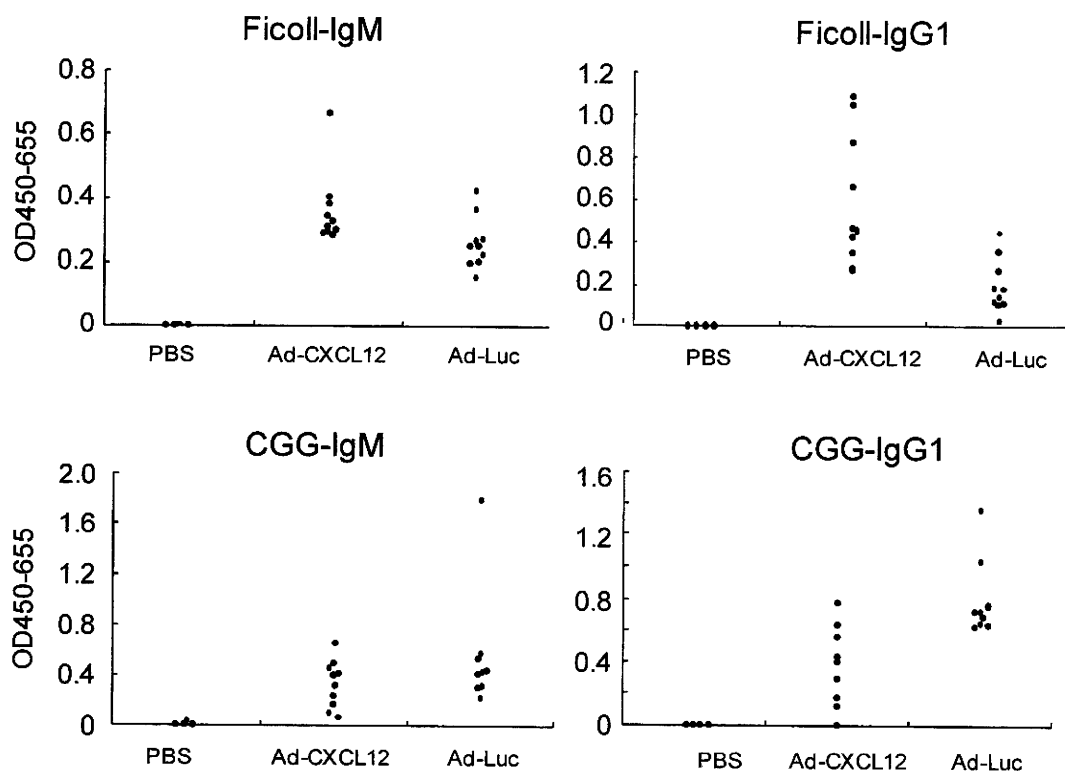 Ficoll-IgM
OD450-655
0.8
0.6
0.4
0.2
0
PBS Ad-CXCL12 Ad-Luc
Ficoll-IgG1
1.2
1.0
0.8
0.6
0.4
0.2
0
PBS Ad-CXCL12 Ad-Luc
CGG-IgM
OD450-655
2.0
1.6
1.2
0.8
0.4
0
PBS Ad-CXCL12 Ad-Luc
CGG-IgG1
1.6
1.2
0.8
0.4
0
PBS Ad-CXCL12 Ad-Luc